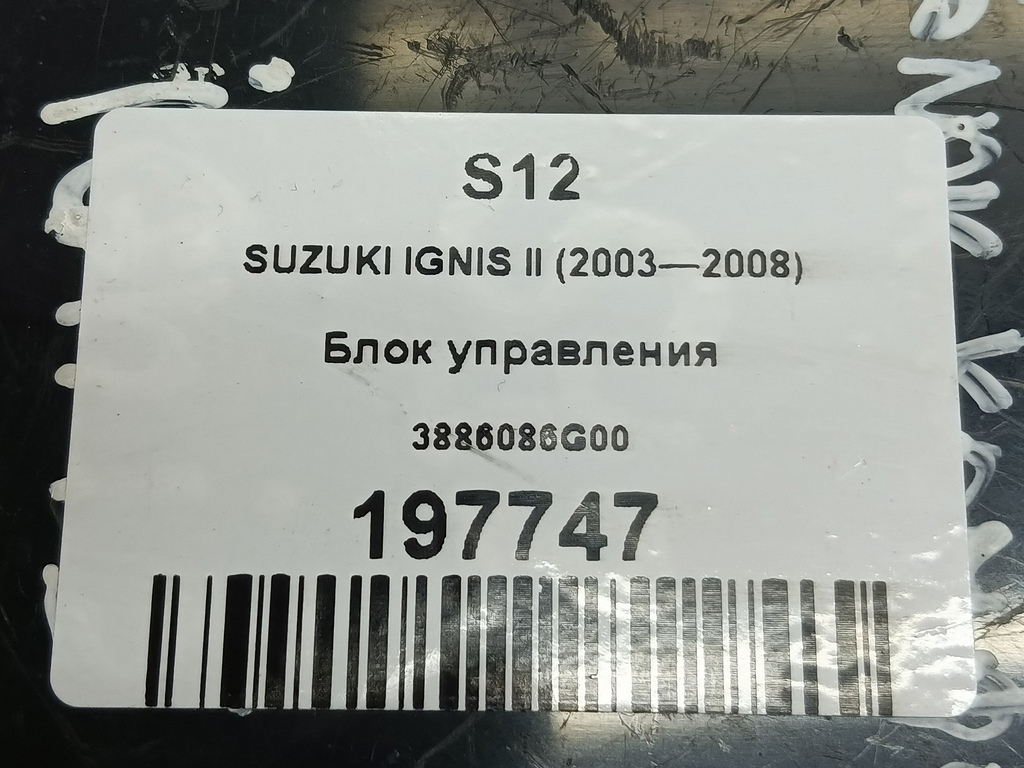 S12
SUZUKI IGNIS II (2003—2008)
Блок управления
3886086G00
197747